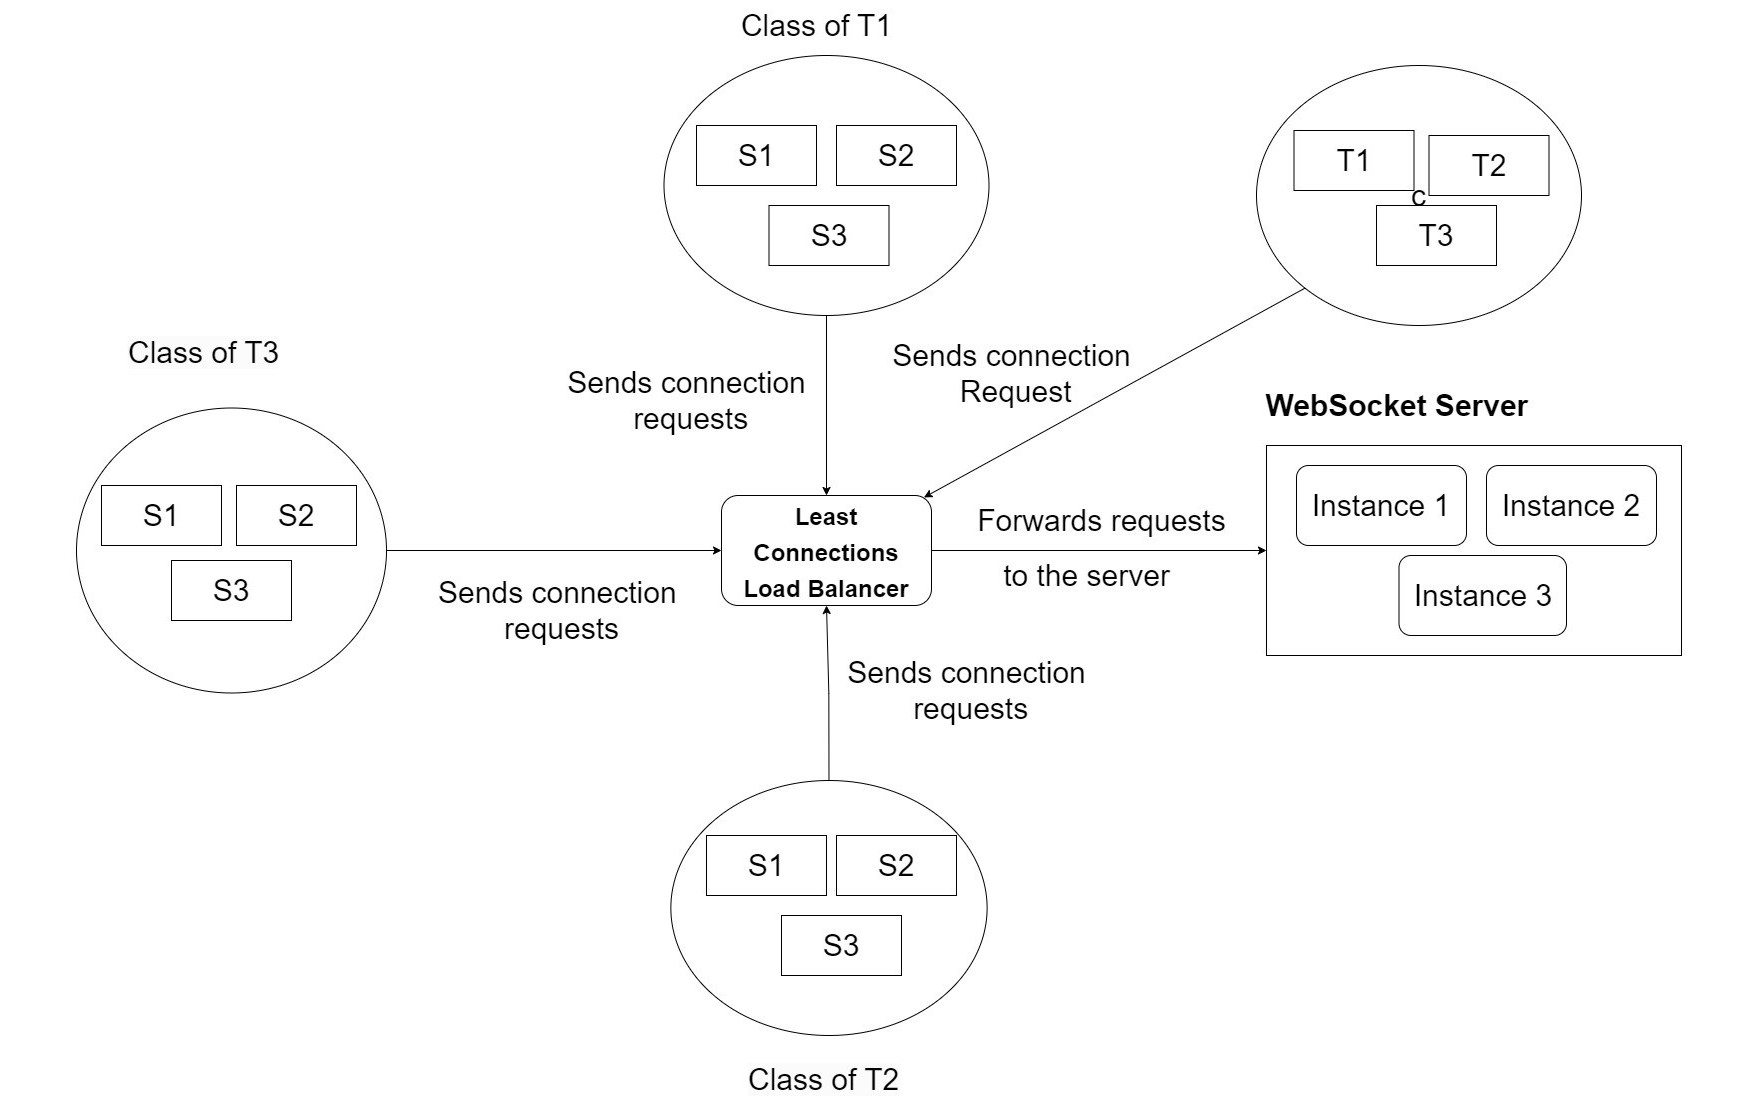 Class of T1
S1
S2
S3
T1
T2
c
T3
Class of T3
Sends connection
requests
Sends connection
Request
WebSocket Server
S1
S2
S3
Least
Connections
Load Balancer
Forwards requests
to the server
Instance 1
Instance 2
Instance 3
Sends connection
requests
Sends connection
requests
S1
S2
S3
Class of T2